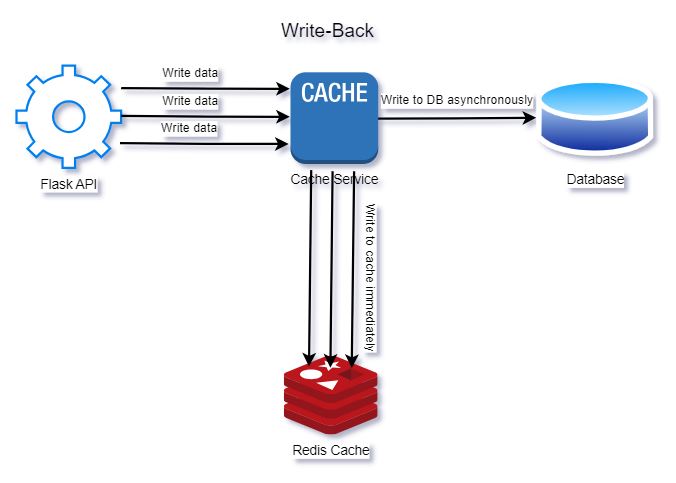 Write-Back
Write data
Write data
Write data
CACHE
Write to DB asynchronously
Flask API
Cache Service
Database
Write to cache immediately
Redis Cache